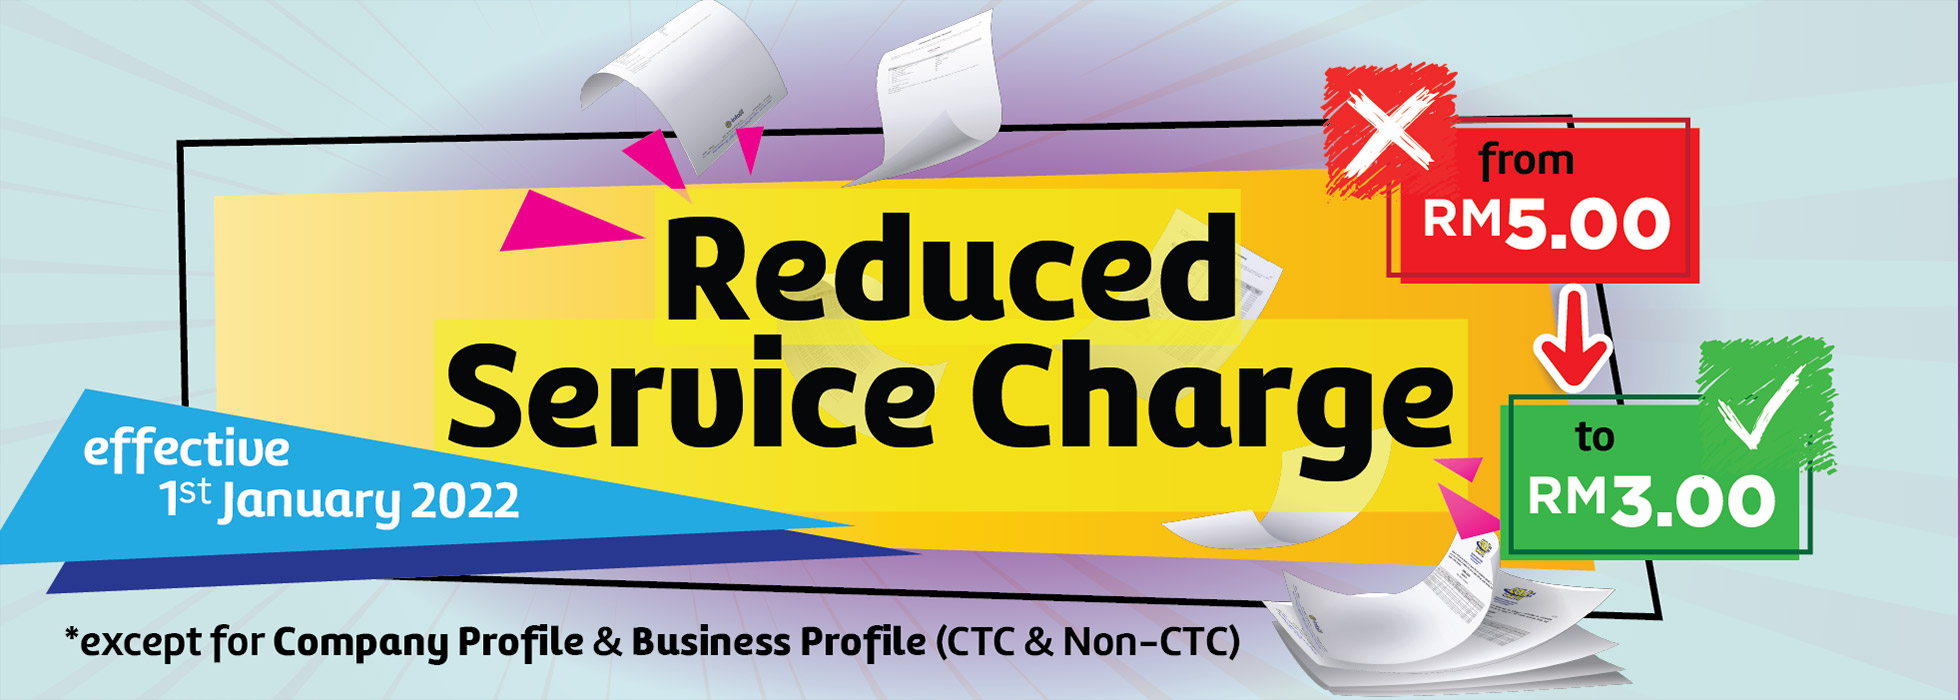 Reduced
Service Charge
from
RM5.00
to
RM3.00
effective
1st January 2022
*except for Company Profile & Business Profile (CTC & Non-CTC)